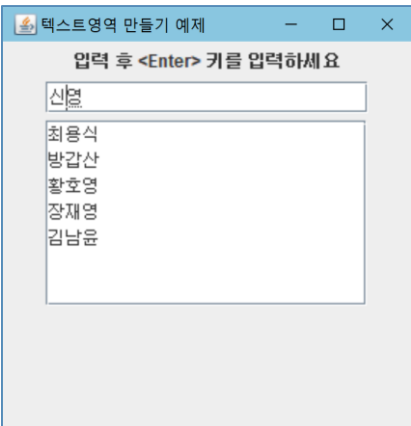 텍스트영역 만들기 예제
입력 후 <Enter> 키를 입력하세요
신영
최용식
방갑산
황호영
장재영
김남윤